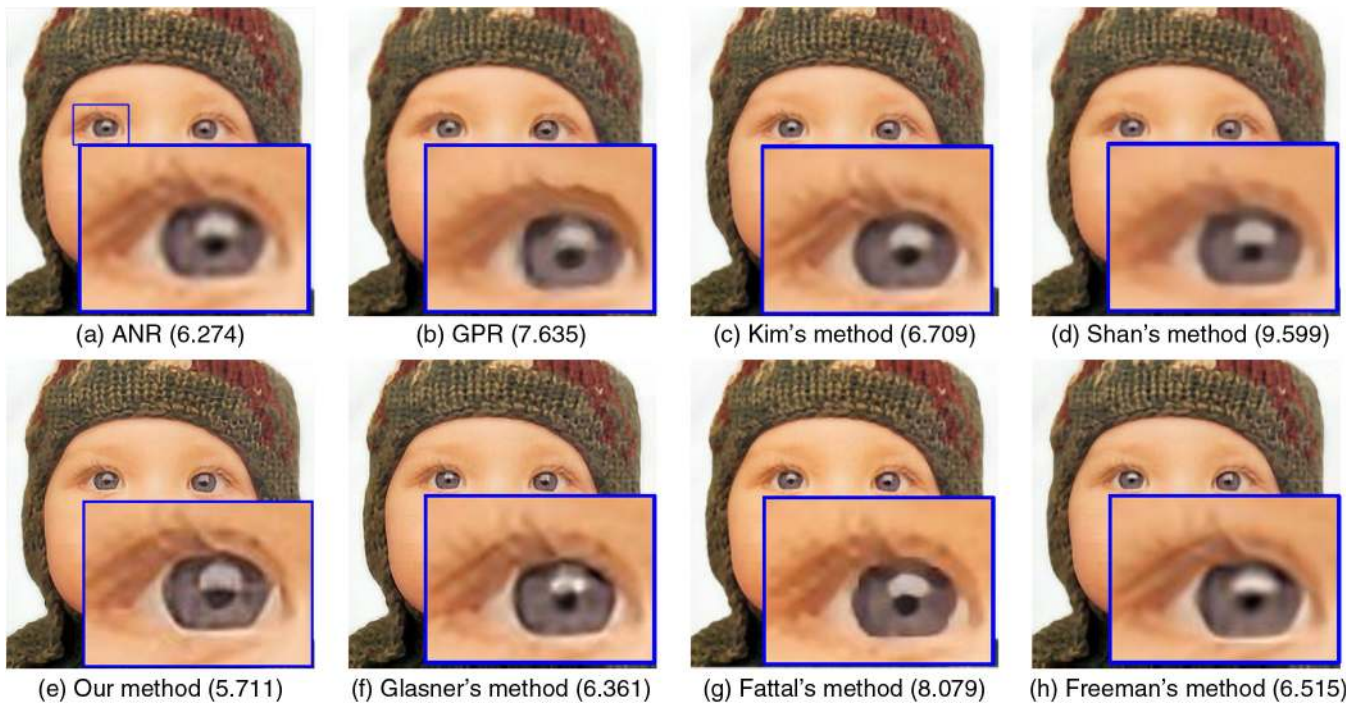 (a) ANR (6.274)
(b) GPR (7.635)
(c) Kim's method (6.709)
(d) Shan's method (9.599)
(e) Our method (5.711)
(f) Glasner's method (6.361)
(g) Fattal's method (8.079)
(h) Freeman's method (6.515)